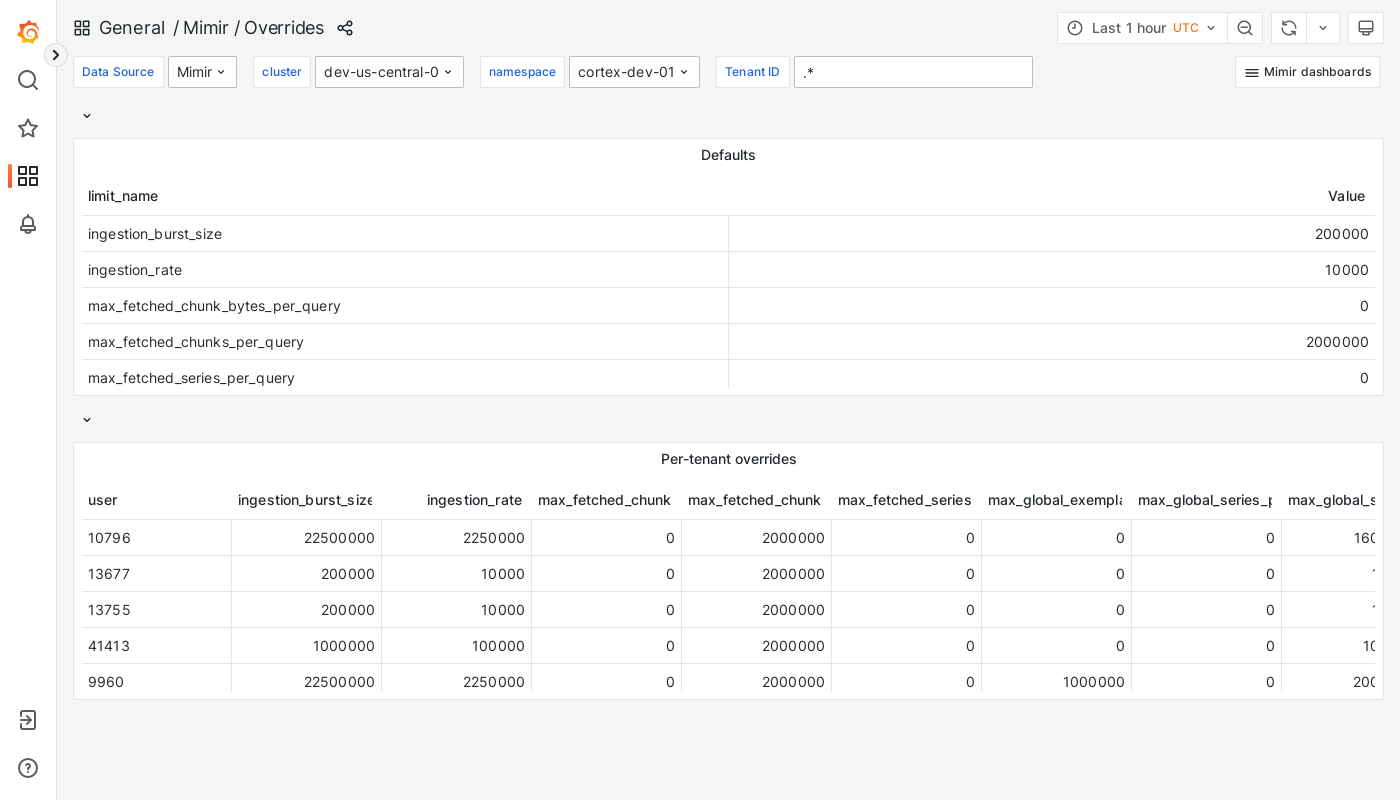 General / Mimir / Overrides
Last 1 hour UTC
Data Source Mimir cluster dev-us-central-0 namespace cortex-dev-01 Tenant ID .* Mimir dashboards
Defaults
limit_name Value
ingestion_burst_size 200000
ingestion_rate 10000
max_fetched_chunk_bytes_per_query 0
max_fetched_chunks_per_query 2000000
max_fetched_series_per_query 0
Per-tenant overrides
user ingestion_burst_size ingestion_rate max_fetched_chunk max_fetched_chunk max_fetched_series max_global_exempla max_global_series_p max_global_s
10796 22500000 2250000 0 2000000 0 0 0 160
13677 200000 10000 0 2000000 0 0 0
13755 200000 10000 0 2000000 0 0 0
41413 1000000 100000 0 2000000 0 0 0 10
9960 22500000 2250000 0 2000000 0 1000000 0 200